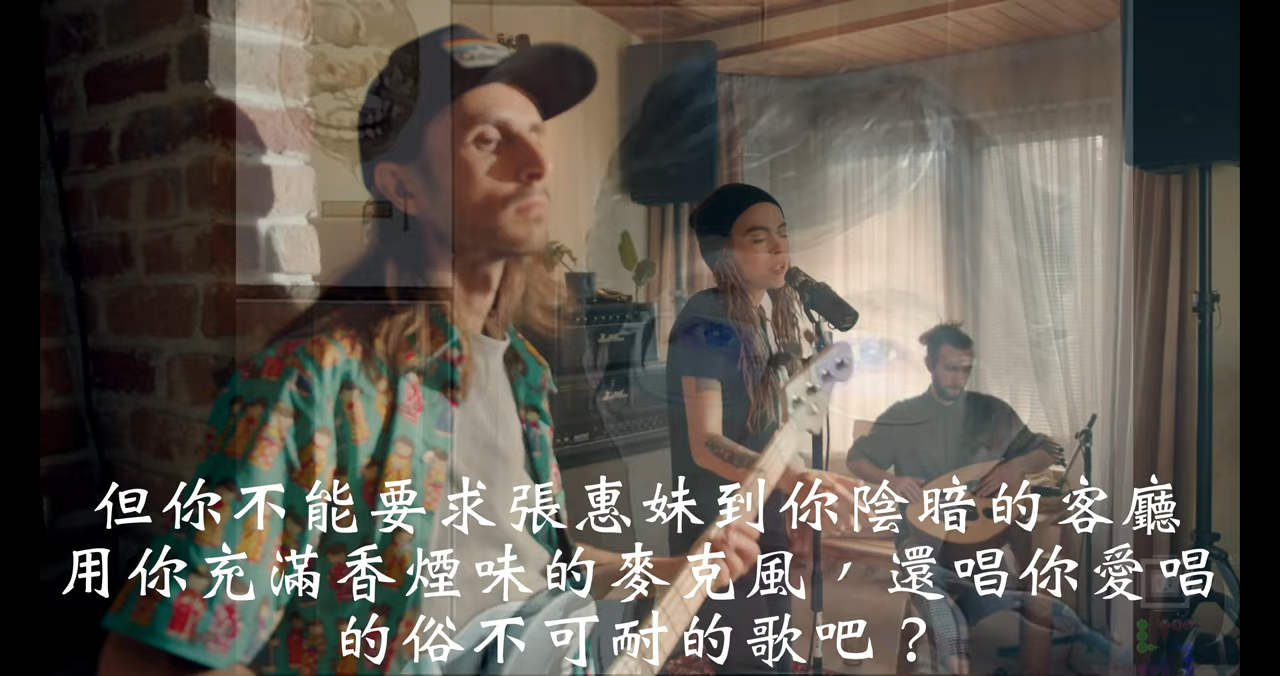 但你不能要求張惠妹到你陰暗的客廳
用你充滿香煙味的麥克風，還唱你愛唱
的俗不可耐的歌吧？